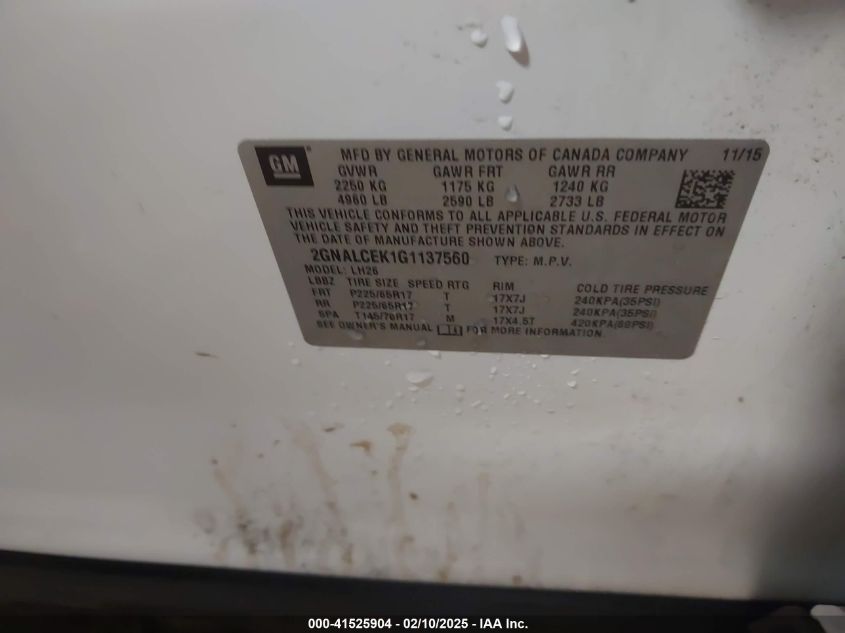 GM ® MFD BY GENERAL MOTORS OF CANADA COMPANY 11/15
GVWR GAWR FRT GAWR RR
2250 KG 1175 KG 1240 KG
4960 LB 2590 LB 2733 LB
THIS VEHICLE CONFORMS TO ALL APPLICABLE U.S. FEDERAL MOTOR
VEHICLE SAFETY AND THEFT PREVENTION STANDARDS IN EFFECT ON
THE DATE OF MANUFACTURE SHOWN ABOVE.
2GNALCEK1G1137560 TYPE: M.P.V.
MODEL: LH26
LBBZ TIRE SIZE SPEED RTG RIM COLD TIRE PRESSURE
FRT P225/65R17 T 17X7J 240KPA(35PSI)
RR P225/65R17 T 17X7J 240KPA(35PSI)
SPA T145/70R17 M 17X4.5T 420KPA(60PSI)
SEE OWNER'S MANUAL FOR MORE INFORMATION.
000-41525904 - 02/10/2025 - IAA Inc.